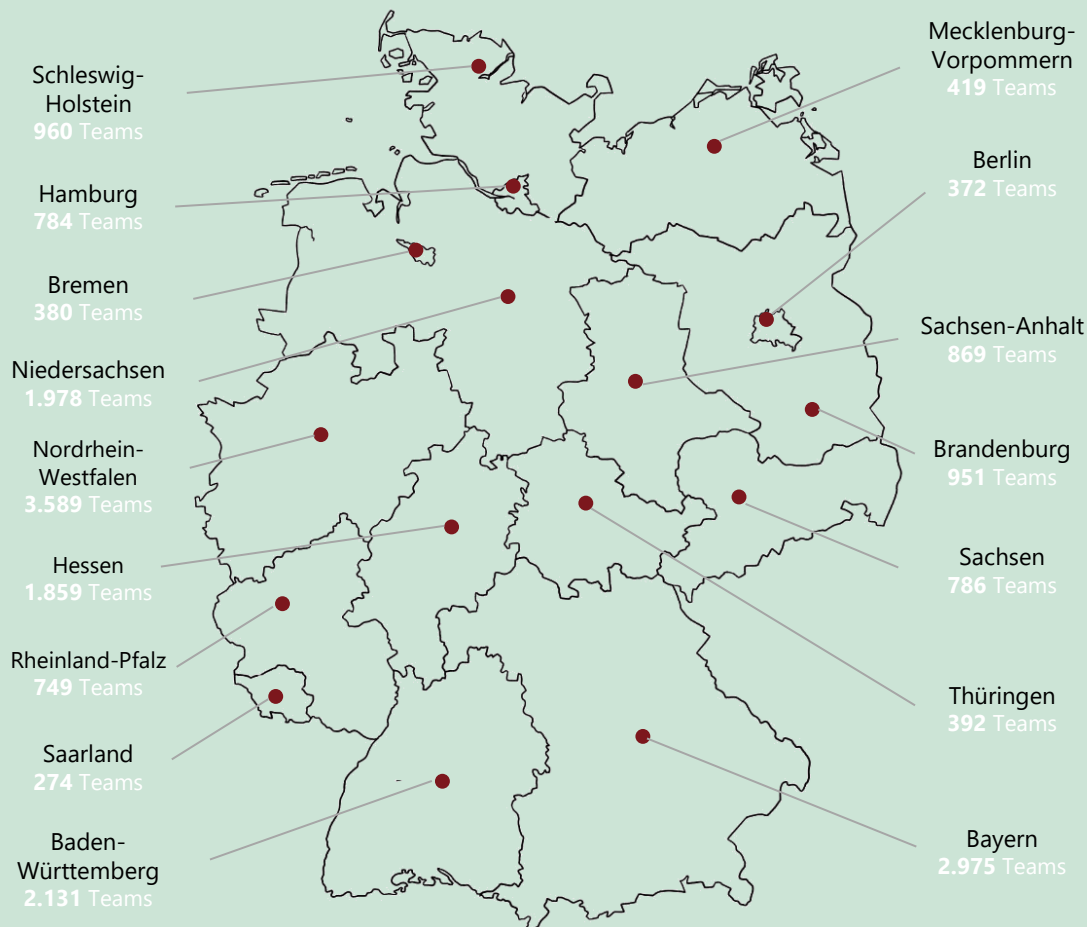 Schleswig-
Holstein
960 Teams
Hamburg
784 Teams
Bremen
380 Teams
Niedersachsen
1.978 Teams
Nordrhein-
Westfalen
3.589 Teams
Hessen
1.859 Teams
Rheinland-Pfalz
749 Teams
Saarland
274 Teams
Baden-
Württemberg
2.131 Teams
Mecklenburg-
Vorpommern
419 Teams
Berlin
372 Teams
Sachsen-Anhalt
869 Teams
Brandenburg
951 Teams
Sachsen
786 Teams
Thüringen
392 Teams
Bayern
2.975 Teams